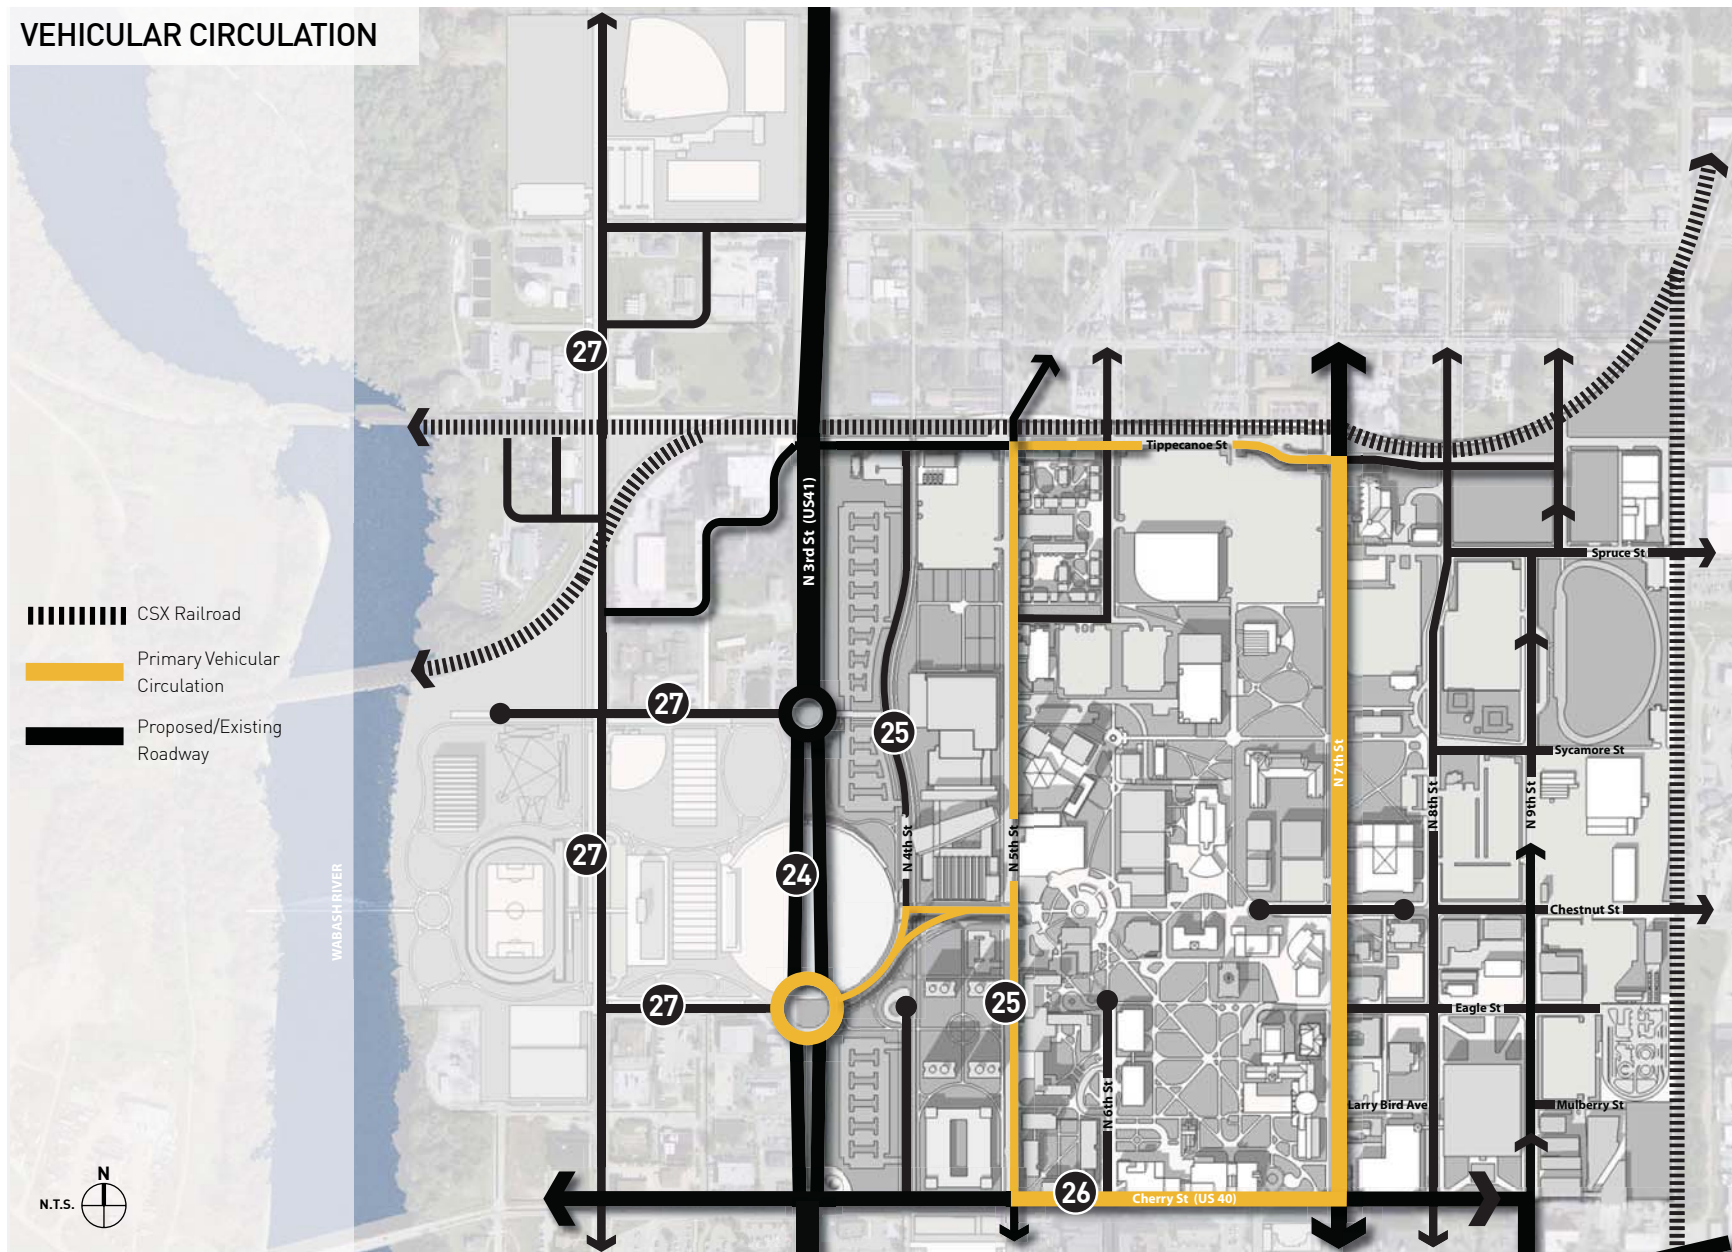 VEHICULAR CIRCULATION
27
Tippecanoe St
N 3rd St (US41)
Spruce St
CSX Railroad
Primary Vehicular
Circulation
Proposed/Existing
Roadway
27
25
N 7th St
Sycamore St
N 8th St
N 9th St
N 4th St
N 5th St
27
24
WABASH RIVER
Chestnut St
27
25
Eagle St
N 6th St
Larry Bird Ave
Mulberry St
N
N.T.S.
26
Cherry St (US 40)